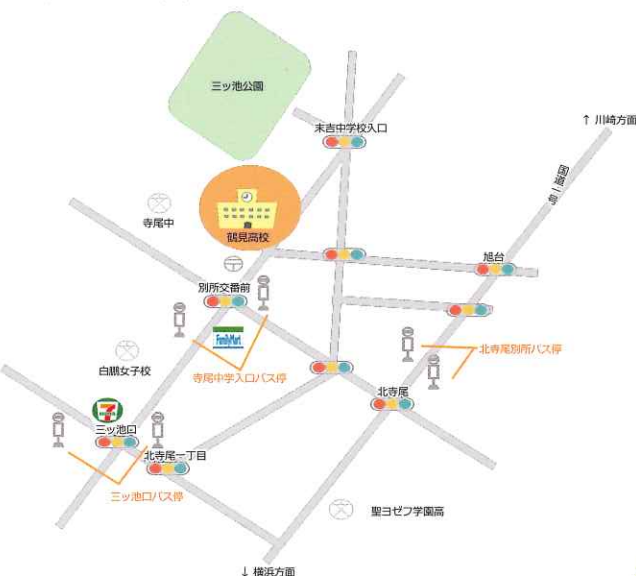 三ッ池公園
末吉中学校入口
↑ 川崎方面
国道一号
寺尾中
鶴見高校
旭台
別所交番前
FamilyMart
北寺尾別所バス停
白鵬女子校
寺尾中学入口バス停
7
ELEVEN
北寺尾
三ッ池口
北寺尾一丁目
三ッ池口バス停
聖ヨゼフ学園高
↓ 横浜方面